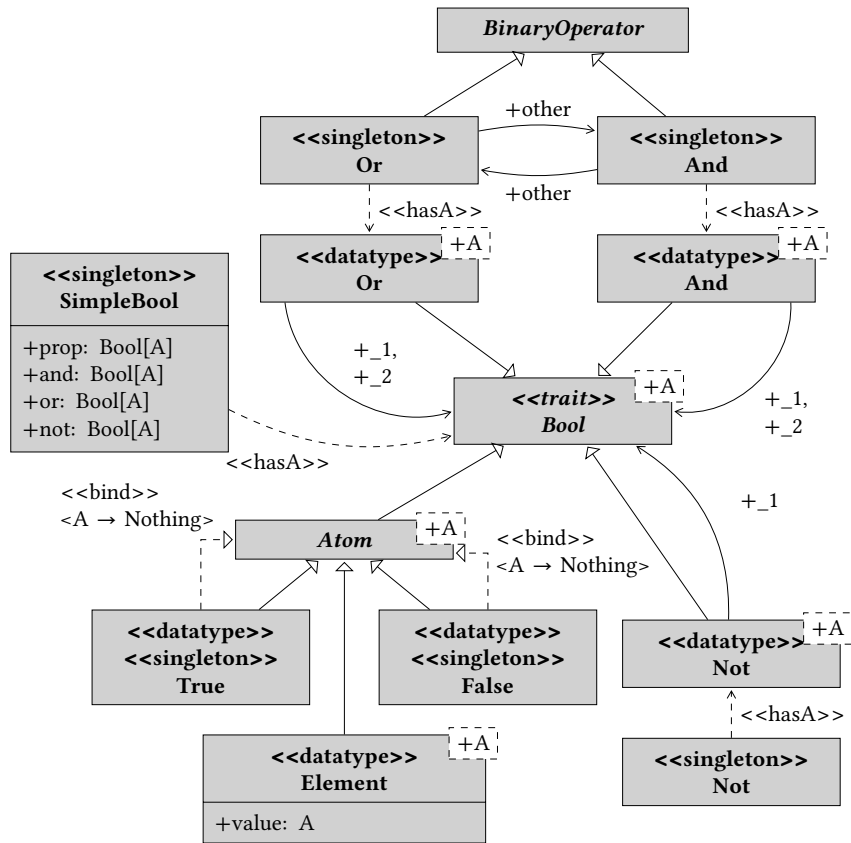 BinaryOperator
+other
<<singleton>>
Or
<<singleton>>
And
+other
<<hasA>>
<<hasA>>
+A
<<datatype>>
Or
+A
<<datatype>>
And
<<singleton>>
SimpleBool
+prop: Bool[A]
+and: Bool[A]
+or: Bool[A]
+not: Bool[A]
+_1,
+_2
+A
<<trait>>
Bool
+_1,
+_2
<<hasA>>
<<bind>>
<A → Nothing>
+A
Atom
<<bind>>
<A → Nothing>
+_1
<<datatype>>
<<singleton>>
True
<<datatype>>
<<singleton>>
False
+A
<<datatype>>
Not
<<hasA>>
+A
<<datatype>>
Element
+value: A
<<singleton>>
Not